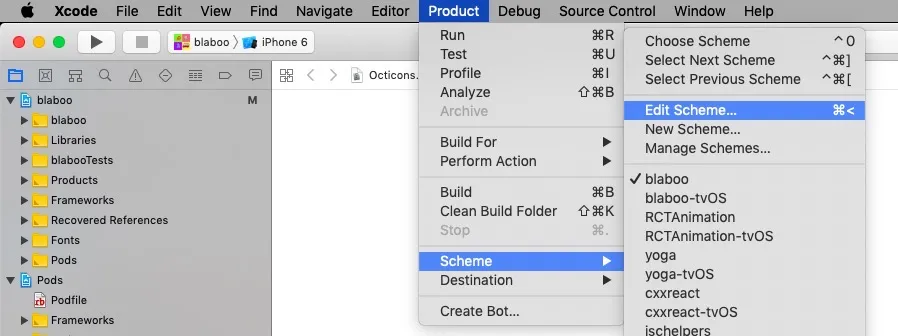 Xcode File Edit View Find Navigate Editor Product Debug Source Control Window Help
blaboo iPhone 6
Octicons.
blaboo M
blaboo
Libraries
blabooTests
Products
Frameworks
Recovered References
Fonts
Pods
Pods
rb Podfile
Frameworks
Run ⌘R
Test ⌘U
Profile ⌘I
Analyze ⇧⌘B
Archive
Build For
Perform Action
Build ⌘B
Clean Build Folder ⇧⌘K
Stop ⌘.
Scheme
Destination
Create Bot...
Choose Scheme ^0
Select Next Scheme ^⌘]
Select Previous Scheme ^⌘[
Edit Scheme... ⌘<
New Scheme...
Manage Schemes...
✓ blaboo
blaboo-tvOS
RCTAnimation
RCTAnimation-tvOS
yoga
yoga-tvOS
cxxreact
cxxreact-tvOS
jschelpers